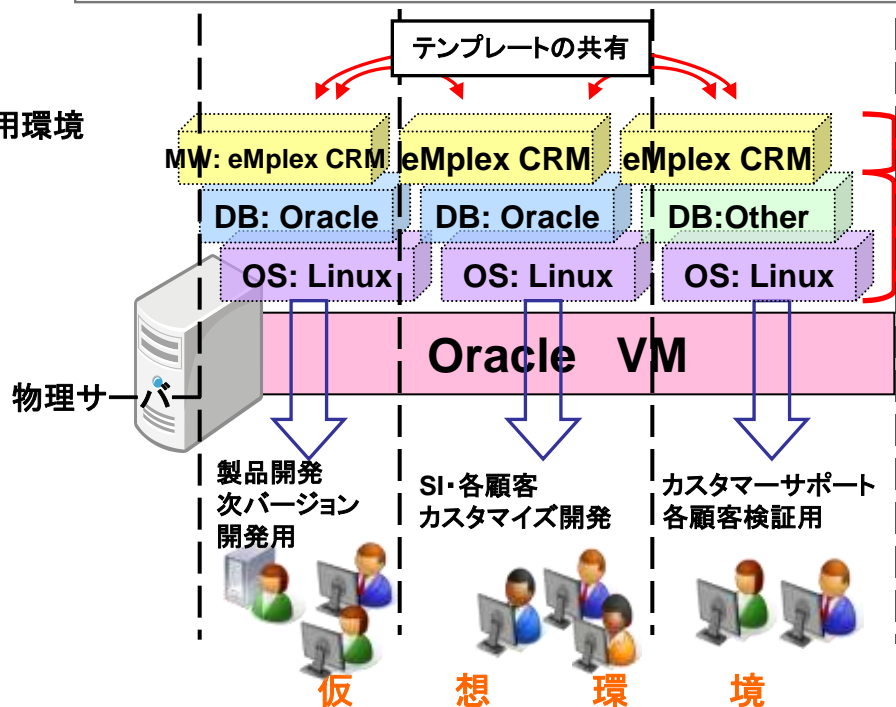 テンプレートの共有
用環境
MW: eMplex CRM
eMplex CRM
eMplex CRM
DB: Oracle
DB: Oracle
DB:Other
OS: Linux
OS: Linux
OS: Linux
Oracle VM
物理サーバ
製品開発
次バージョン
開発用
SI・各顧客
カスタマイズ開発
カスタマーサポート
各顧客検証用
仮 想 環 境